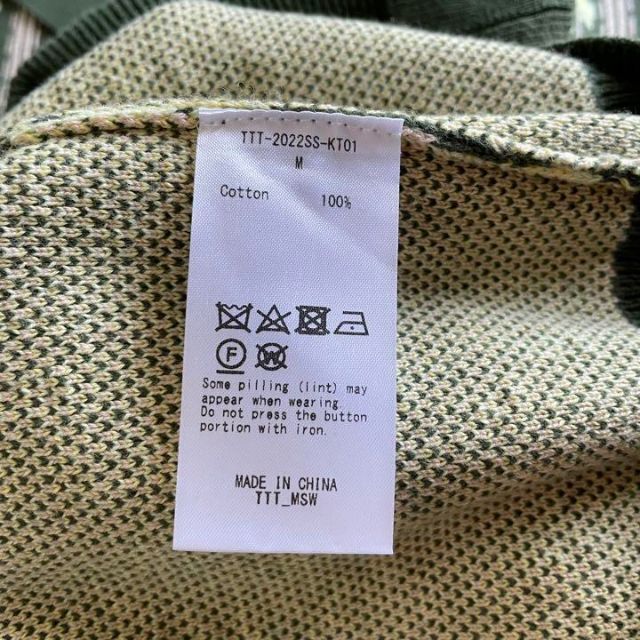 TTT-2022SS-KT01
M
Cotton 100%
F W
Some pilling (lint) may
appear when wearing.
Do not press the button
portion with iron.
MADE IN CHINA
TTT_MSW